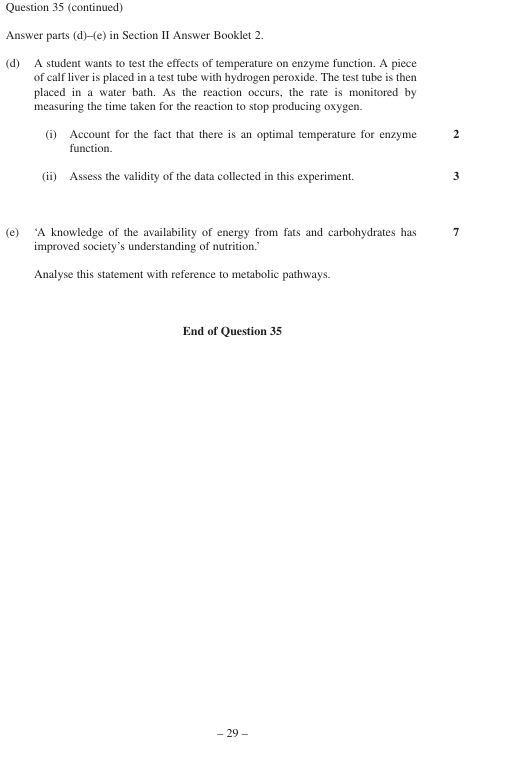 Question 35 (continued)
Answer parts (d)–(e) in Section II Answer Booklet 2.
(d) A student wants to test the effects of temperature on enzyme function. A piece
of calf liver is placed in a test tube with hydrogen peroxide. The test tube is then
placed in a water bath. As the reaction occurs, the rate is monitored by
measuring the time taken for the reaction to stop producing oxygen.
(i) Account for the fact that there is an optimal temperature for enzyme 2
function.
(ii) Assess the validity of the data collected in this experiment. 3
(e) ‘A knowledge of the availability of energy from fats and carbohydrates has 7
improved society’s understanding of nutrition.’
Analyse this statement with reference to metabolic pathways.
End of Question 35
– 29 –